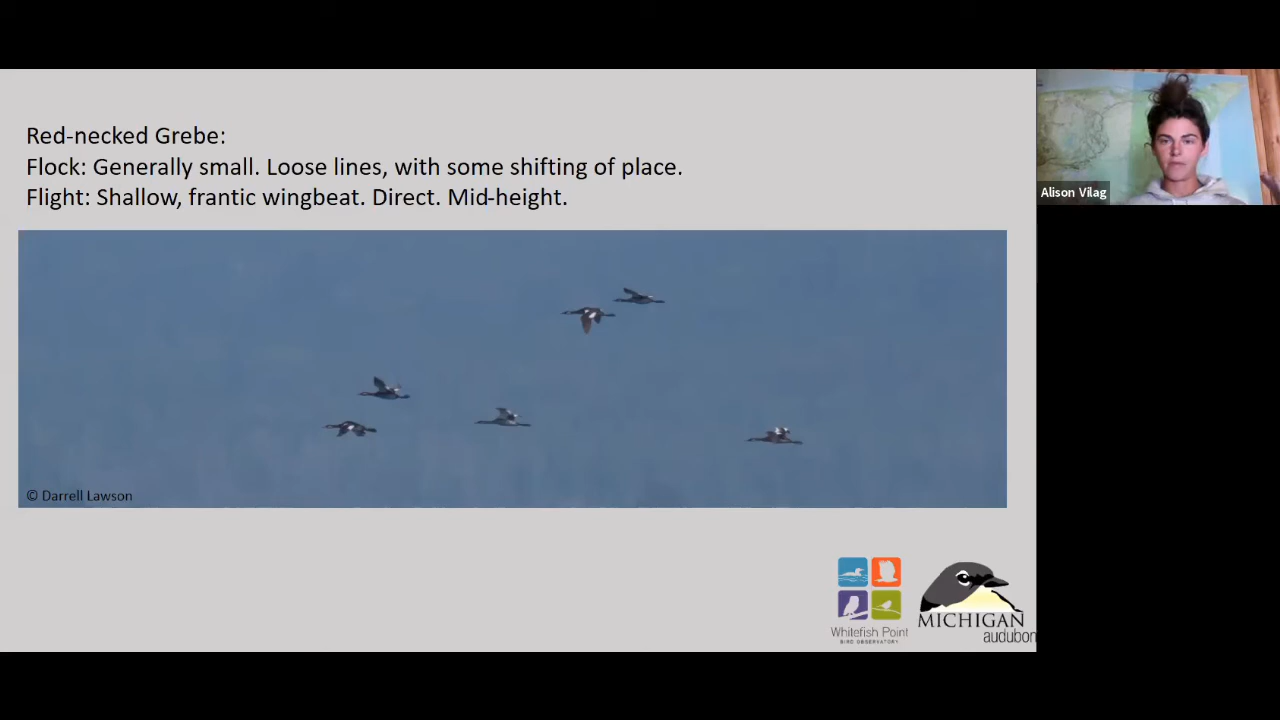 Red-necked Grebe:
Flock: Generally small. Loose lines, with some shifting of place.
Flight: Shallow, frantic wingbeat. Direct. Mid-height.
Alison Vilag
© Darrell Lawson
Whitefish Point
BIRD OBSERVATORY
MICHIGAN
audubon